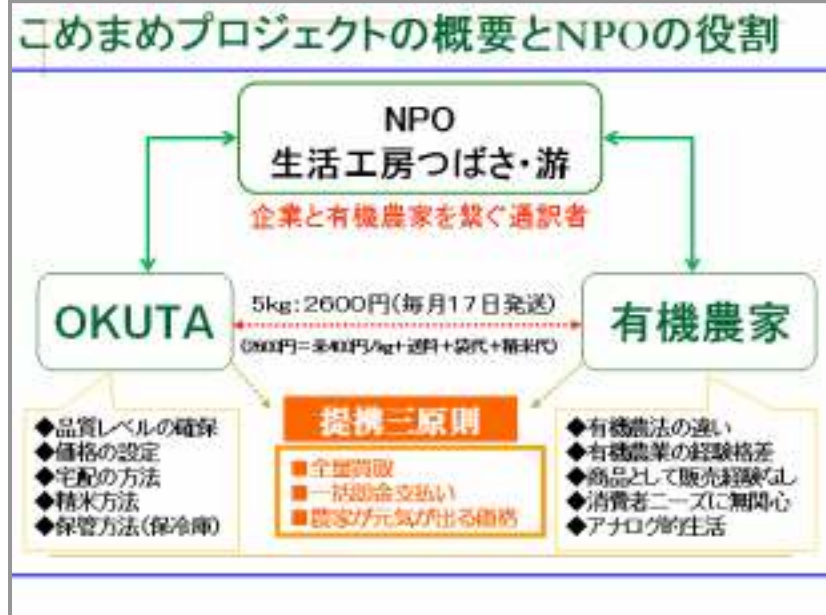 こめまめプロジェクトの概要とNPOの役割
NPO
生活工房つばさ・游
企業と有機農家を繋ぐ通訳者
OKUTA
5kg:2600円(毎月17日発送)
(2600円=米400円/kg+送料+袋代+精米代)
有機農家
◆品質レベルの確保
◆価格の設定
◆宅配の方法
◆精米方法
◆保管方法(保冷庫)
提携三原則
■全量買取
■一括即金支払い
■農家が元気が出る価格
◆有機農法の違い
◆有機農業の経験格差
◆商品として販売経験なし
◆消費者ニーズに無関心
◆アナログ的生活